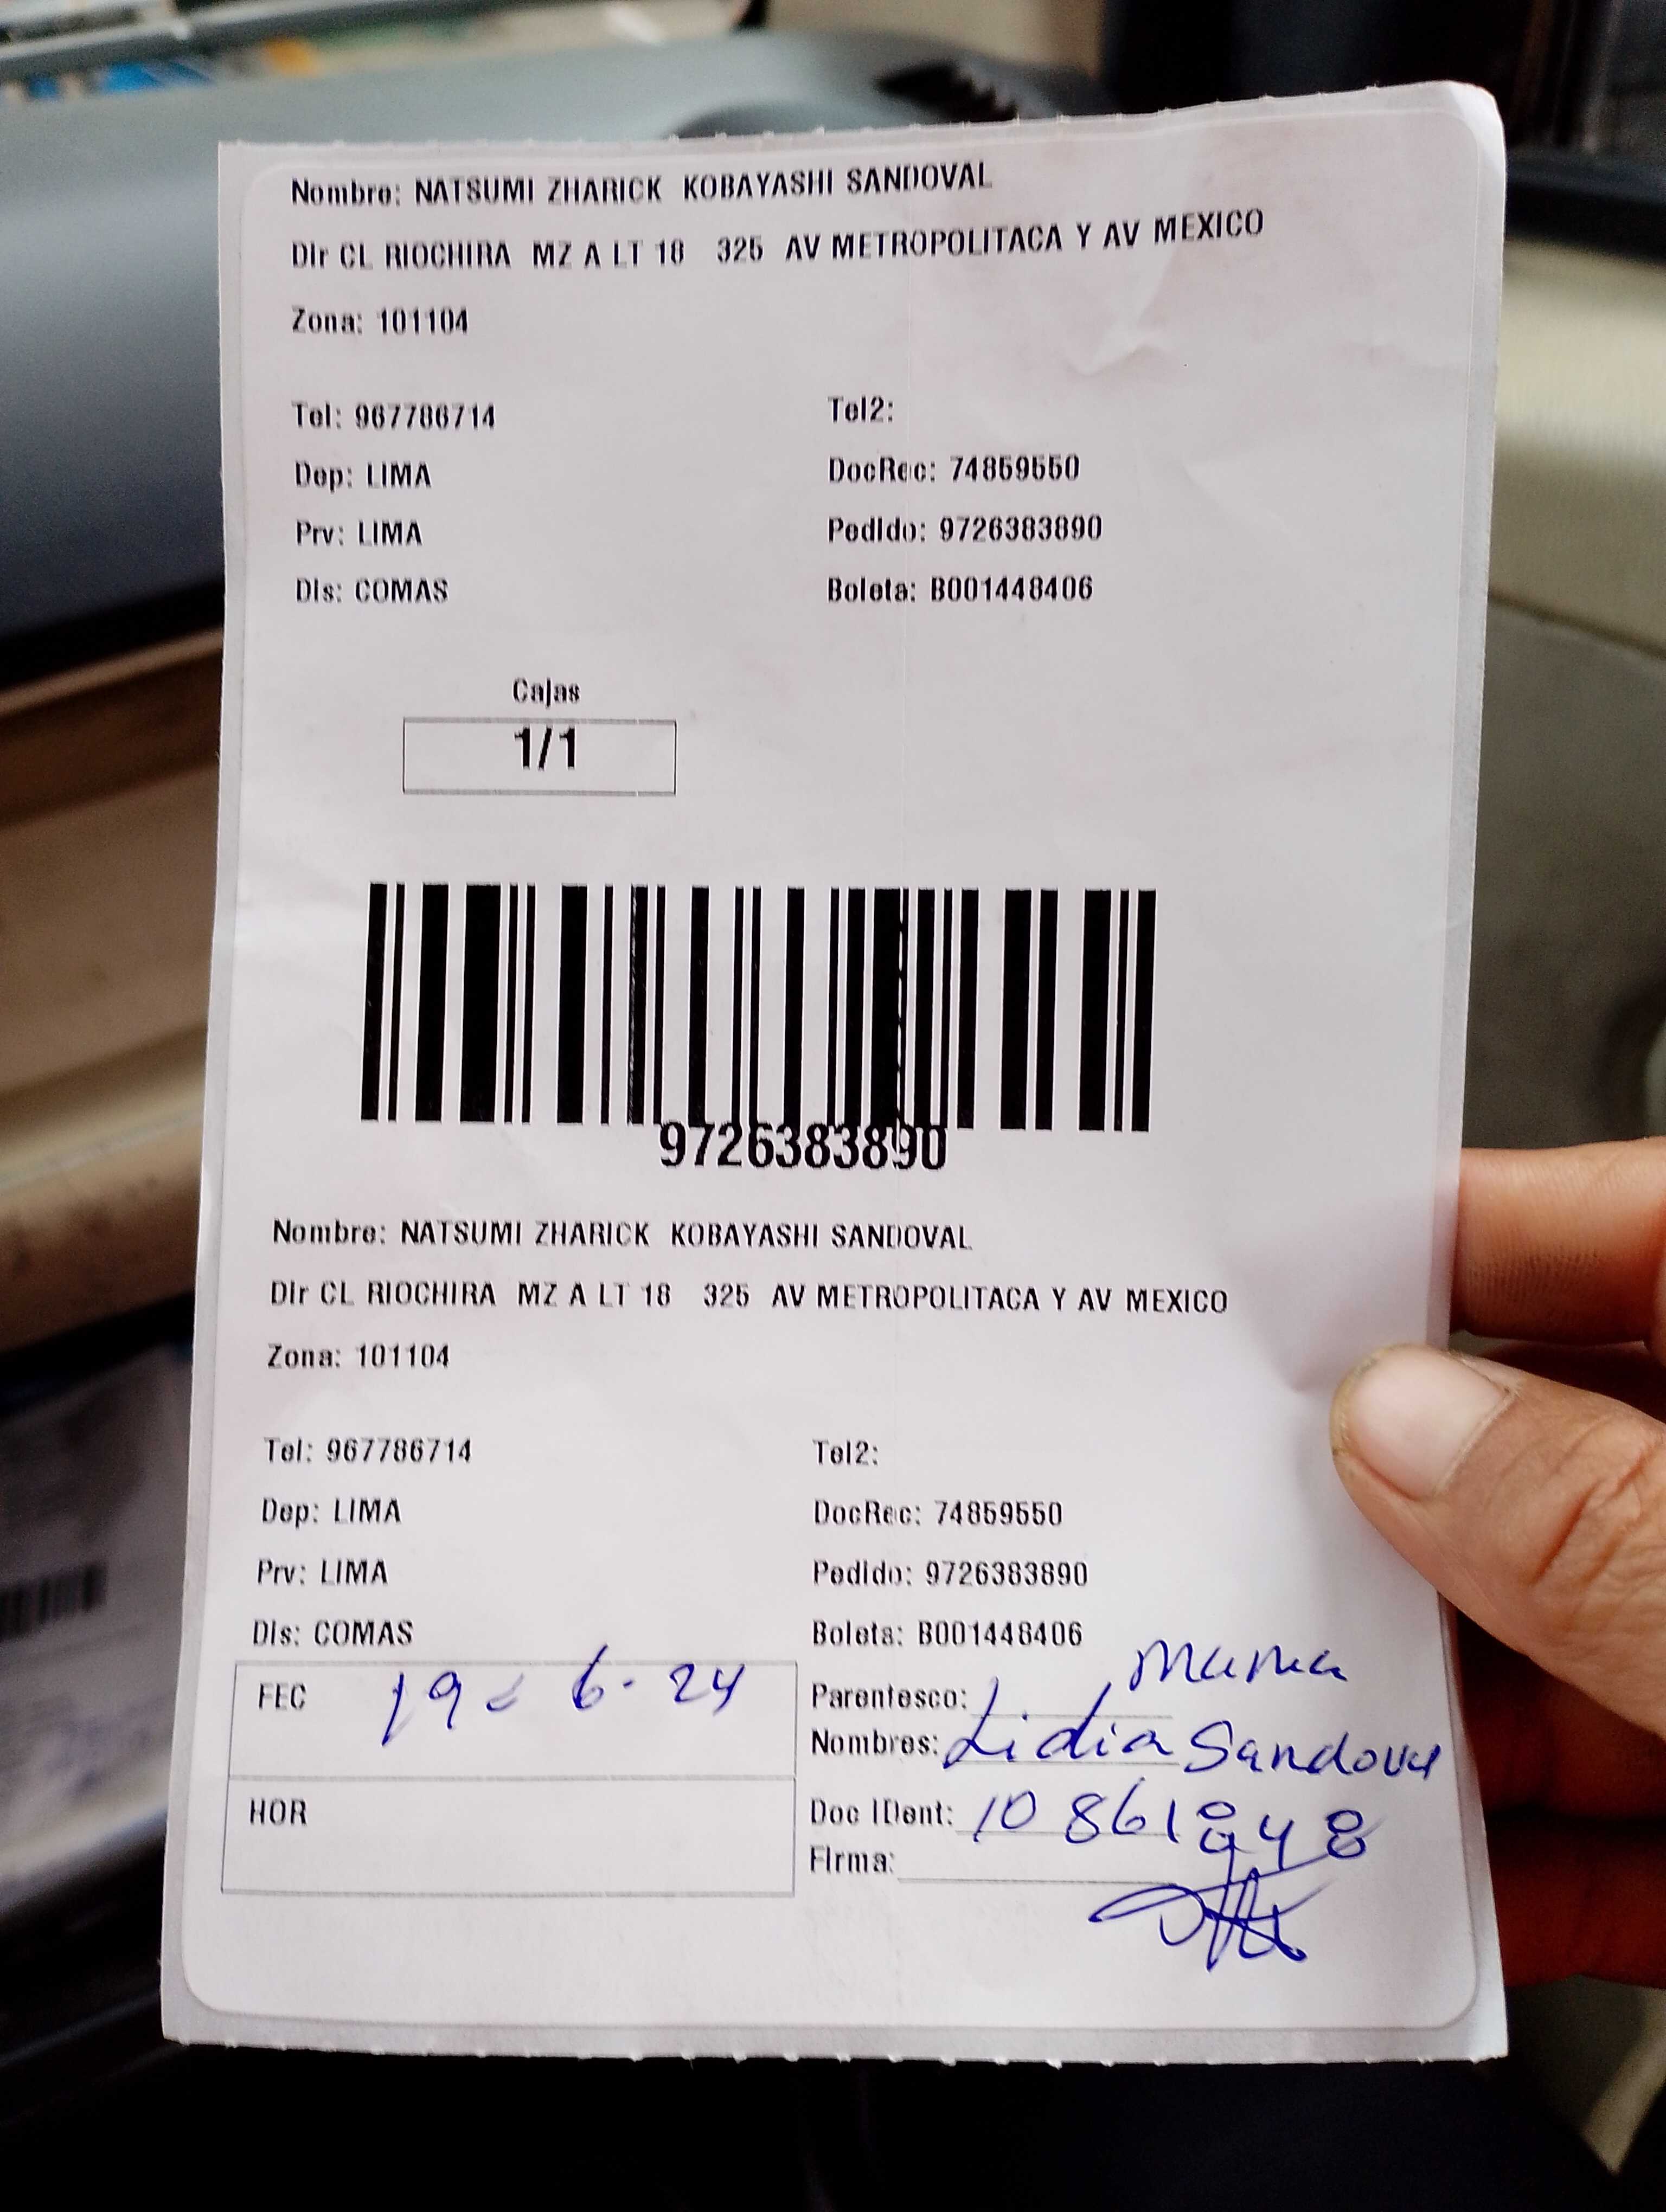 Nombre: NATSUMI ZHARICK KOBAYASHI SANDOVAL
Dir CL RIOCHIRA MZ A LT 18 325 AV METROPOLITACA Y AV MEXICO
Zona: 101104
Tel: 967786714 Tel2:
Dep: LIMA DocRec: 74859550
Prv: LIMA Pedido: 9726383890
Dis: COMAS Boleta: B001448406
Cajas
1/1
9726383890
Nombre: NATSUMI ZHARICK KOBAYASHI SANDOVAL
Dir CL RIOCHIRA MZ A LT 18 325 AV METROPOLITACA Y AV MEXICO
Zona: 101104
Tel: 967786714 Tel2:
Dep: LIMA DocRec: 74859550
Prv: LIMA Pedido: 9726383890
Dis: COMAS Boleta: B001448406
FEC 19 - 6 - 24 Parentesco: Mama
Nombres: Lidia Sandoval
HOR Doc IDent:
Firma: